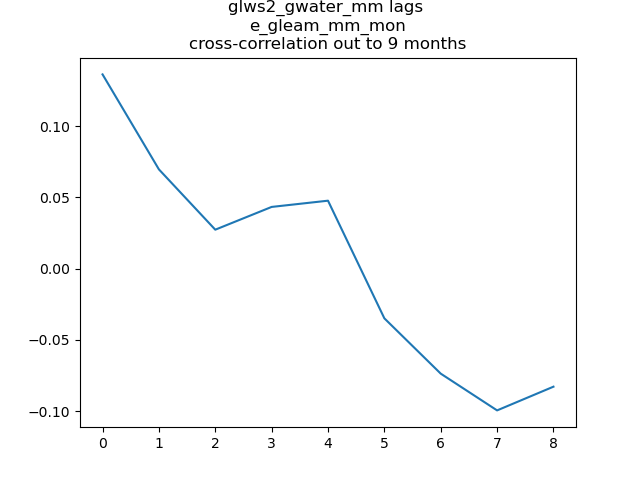 glws2_gwater_mm lags
e_gleam_mm_mon
cross-correlation out to 9 months
0.10
0.05
0.00
−0.05
−0.10
0 1 2 3 4 5 6 7 8